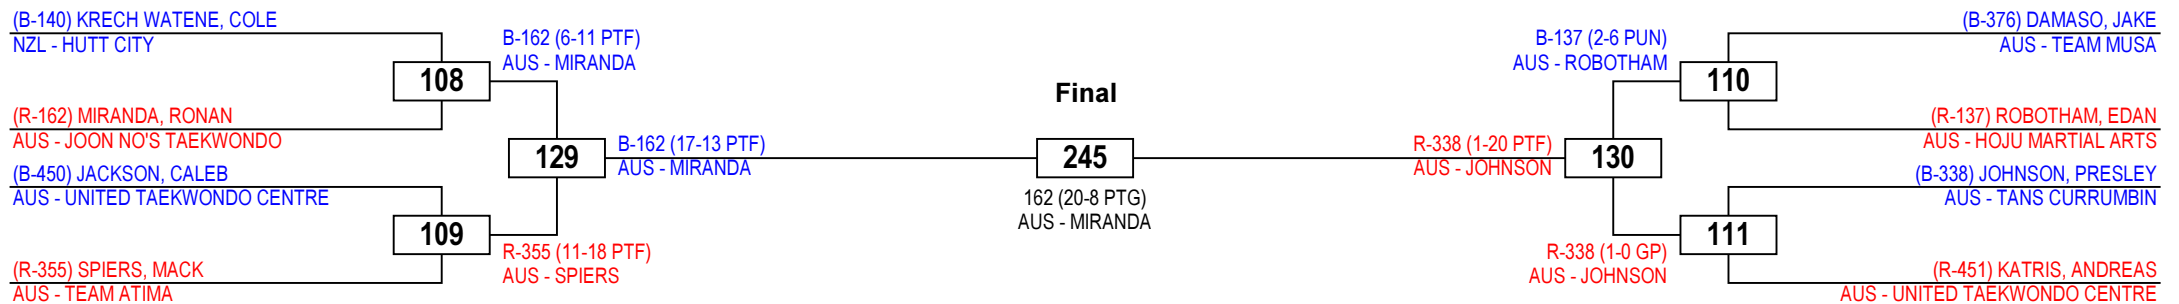 (B-140) KRECH WATENE, COLE
NZL - HUTT CITY
B-162 (6-11 PTF)
AUS - MIRANDA
108
(R-162) MIRANDA, RONAN
AUS - JOON NO'S TAEKWONDO
129
B-162 (17-13 PTF)
AUS - MIRANDA
(B-450) JACKSON, CALEB
AUS - UNITED TAEKWONDO CENTRE
109
R-355 (11-18 PTF)
AUS - SPIERS
(R-355) SPIERS, MACK
AUS - TEAM ATIMA
Final
245
162 (20-8 PTG)
AUS - MIRANDA
(B-376) DAMASO, JAKE
AUS - TEAM MUSA
B-137 (2-6 PUN)
AUS - ROBOTHAM
110
(R-137) ROBOTHAM, EDAN
AUS - HOJU MARTIAL ARTS
R-338 (1-20 PTF)
AUS - JOHNSON
130
(B-338) JOHNSON, PRESLEY
AUS - TANS CURRUMBIN
111
R-338 (1-0 GP)
AUS - JOHNSON
(R-451) KATRIS, ANDREAS
AUS - UNITED TAEKWONDO CENTRE